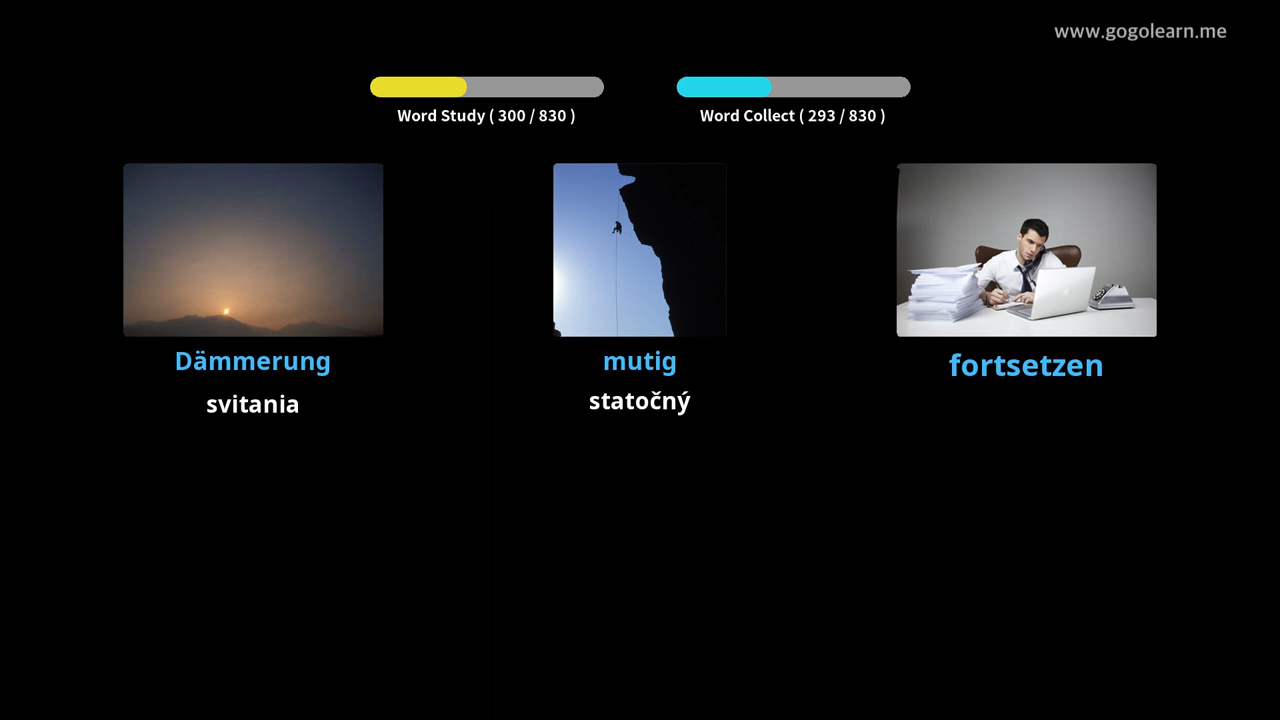 www.gogolearn.me
Word Study ( 300 / 830 )
Word Collect ( 293 / 830 )
Dämmerung
mutig
fortsetzen
svitania
statočný